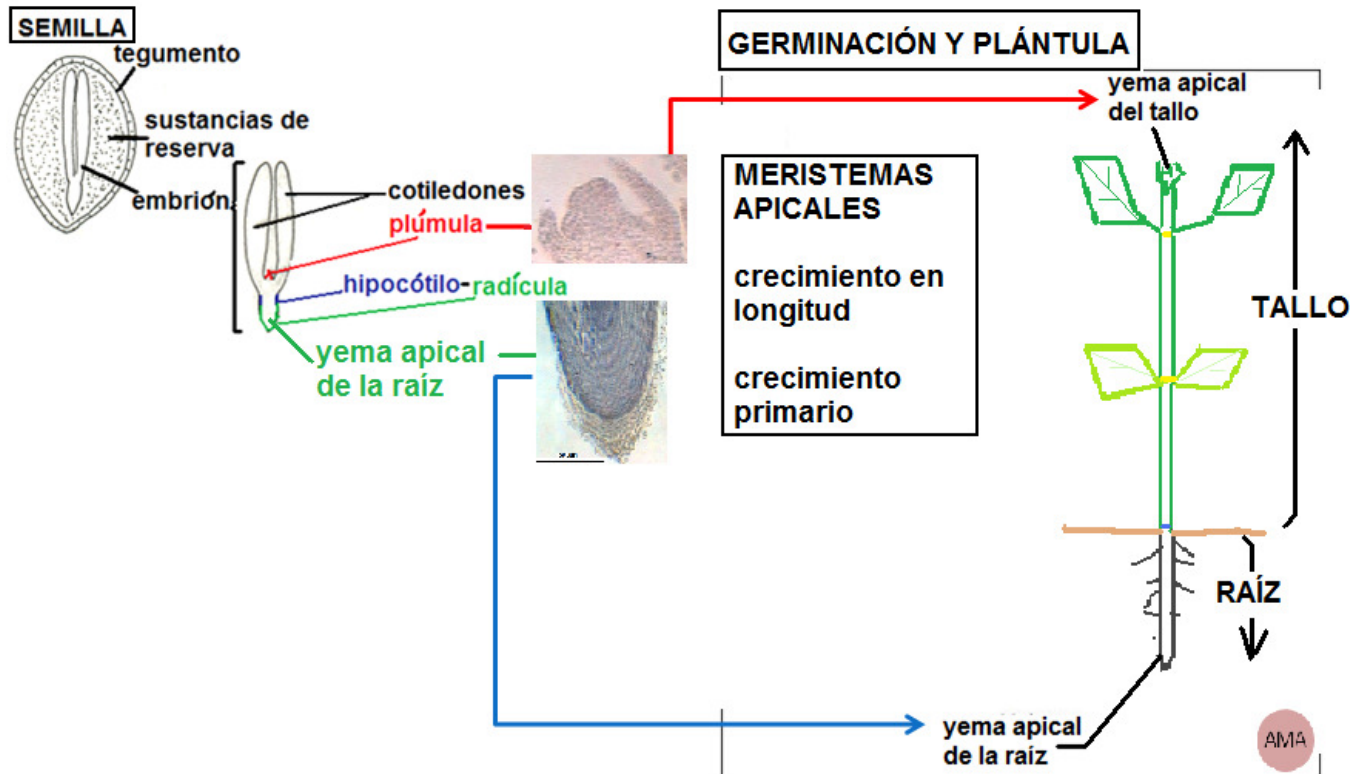 SEMILLA
tegumento
sustancias de
reserva
embrión
cotiledones
plúmula
hipocótilo-radícula
yema apical
de la raíz
GERMINACIÓN Y PLÁNTULA
yema apical
del tallo
MERISTEMAS
APICALES
crecimiento en
longitud
crecimiento
primario
TALLO
RAÍZ
yema apical
de la raíz
AMA